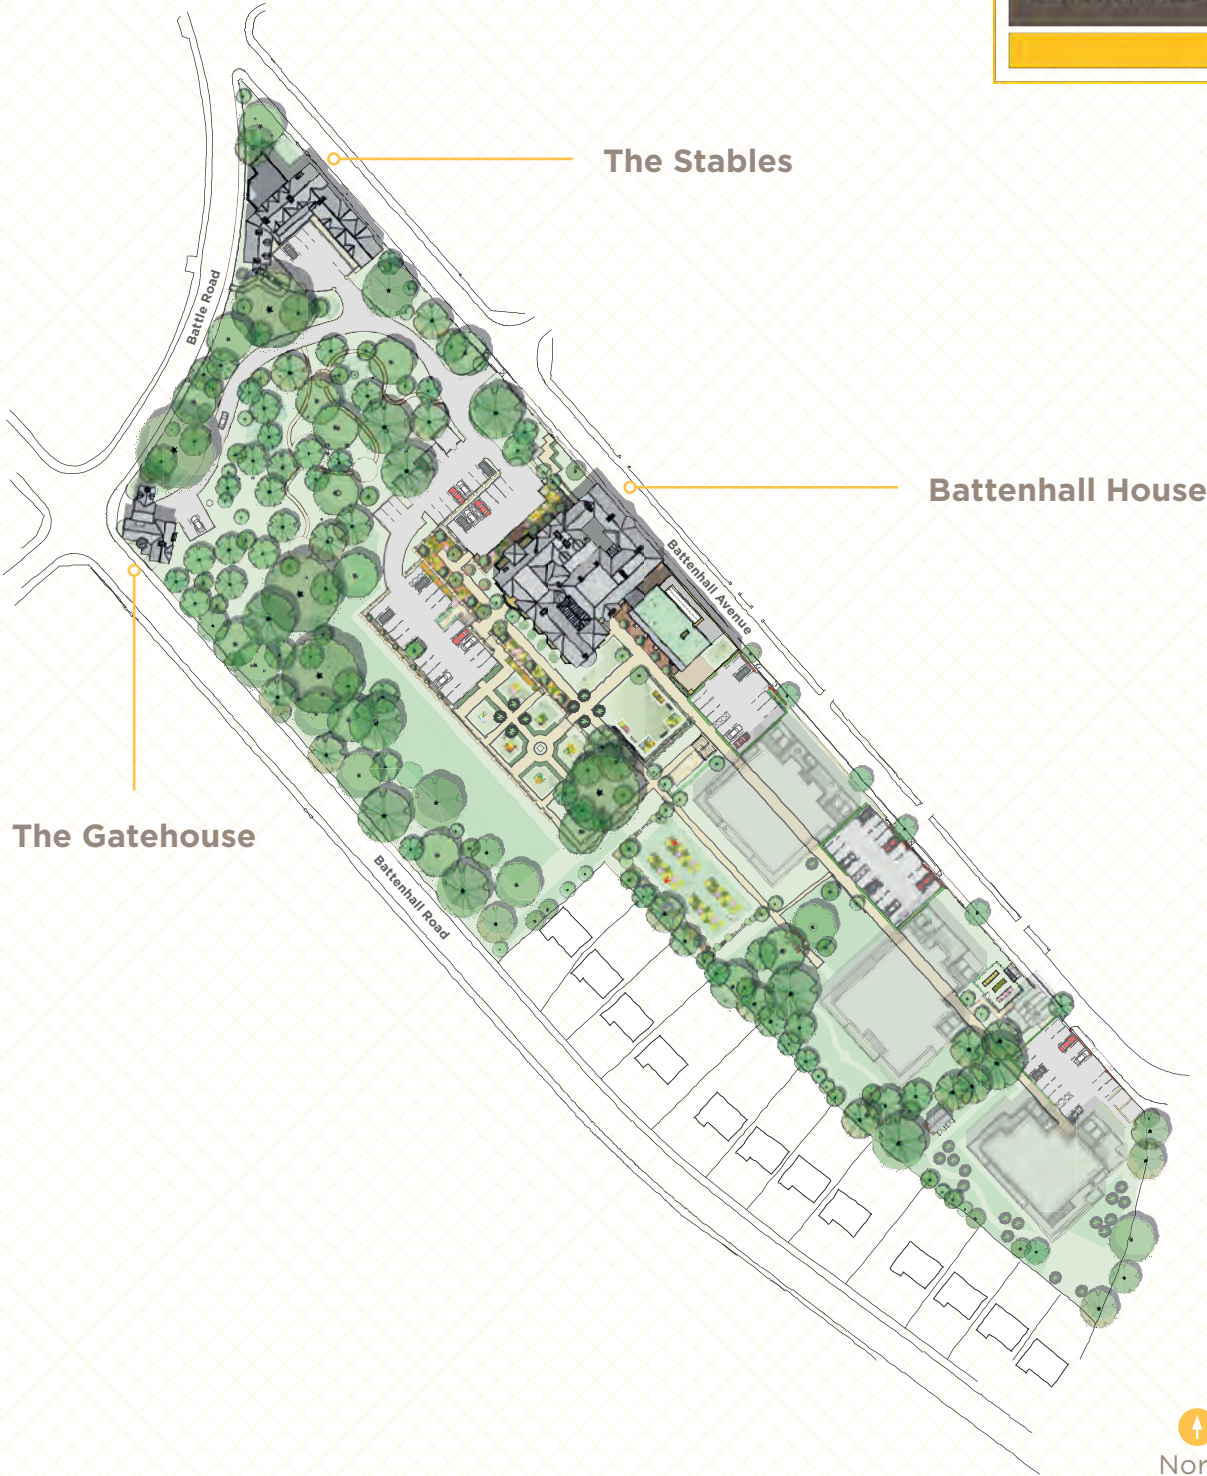 The Stables
Battle Road
Battenhall House
Battenhall Avenue
The Gatehouse
Battenhall Road
Nor